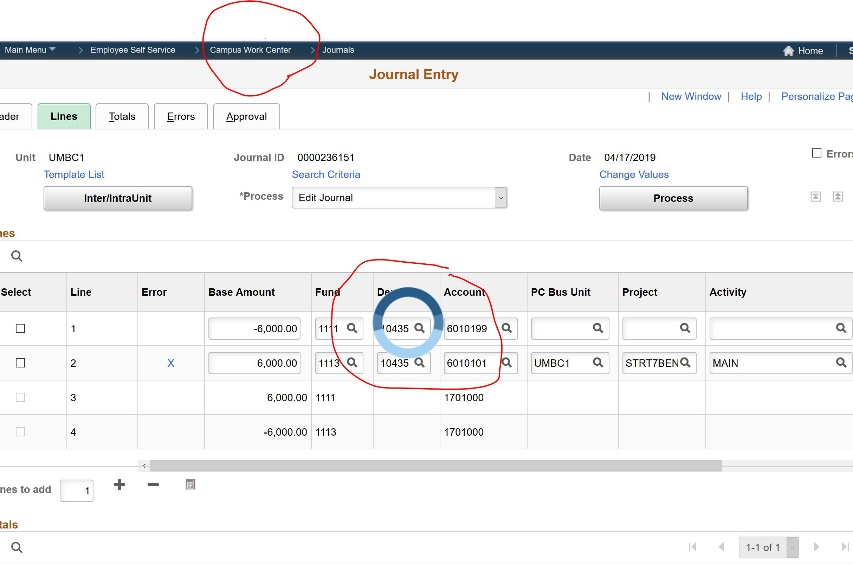 Main Menu Employee Self Service Campus Work Center Journals Home
Journal Entry
New Window Help Personalize Pag
ader Lines Totals Errors Approval
Unit UMBC1 Journal ID 0000236151 Date 04/17/2019 Errors
Template List Search Criteria Change Values
Inter/IntraUnit *Process Edit Journal Process
nes
Select Line Error Base Amount Fund De Account PC Bus Unit Project Activity
1 -6,000.00 1111 10435 6010199
2 X 6,000.00 1113 10435 6010101 UMBC1 STRT7BEN MAIN
3 6,000.00 1111 1701000
4 -6,000.00 1113 1701000
nes to add 1
tals
1-1 of 1